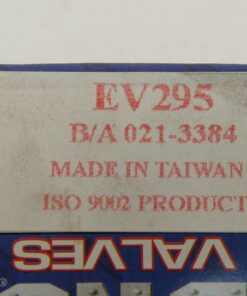 EV295
B/A 021-3384
MADE IN TAIWAN
ISO 9002 PRODUCT
VALVES
®